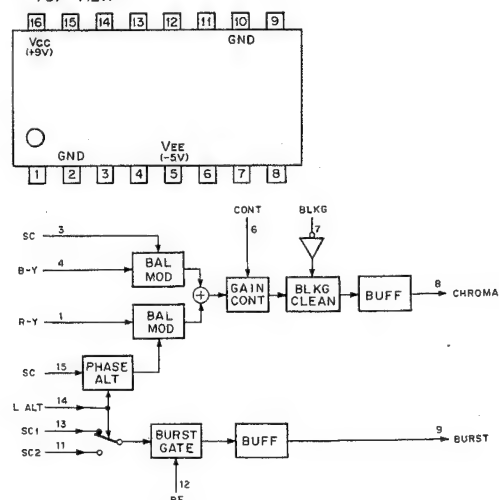 16 15 14 13 12 11 10 9
VCC GND
(+9V)
GND VEE
(-5V)
1 2 3 4 5 6 7 8
CONT BLKG
SC 3 6 7
B-Y 4 BAL MOD
GAIN CONT BLKG CLEAN BUFF 8 CHROMA
R-Y 1 BAL MOD
SC 15 PHASE ALT
L ALT 14
SC1 13
SC2 11 BURST GATE BUFF 9 BURST
12